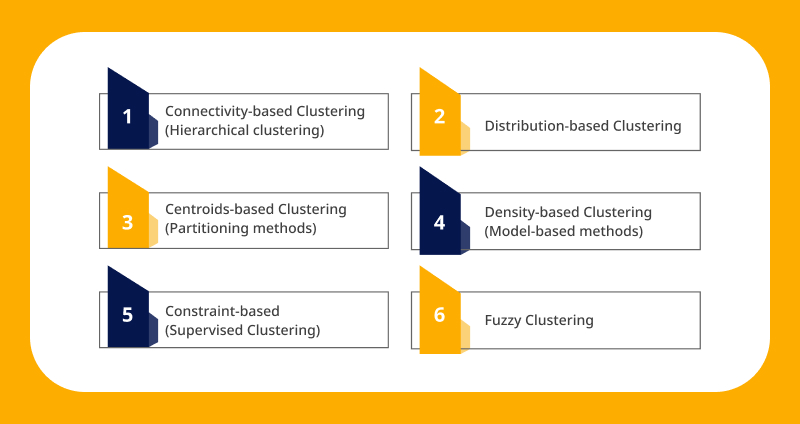 1
Connectivity-based Clustering
(Hierarchical clustering)
2
Distribution-based Clustering
3
Centroids-based Clustering
(Partitioning methods)
4
Density-based Clustering
(Model-based methods)
5
Constraint-based
(Supervised Clustering)
6
Fuzzy Clustering